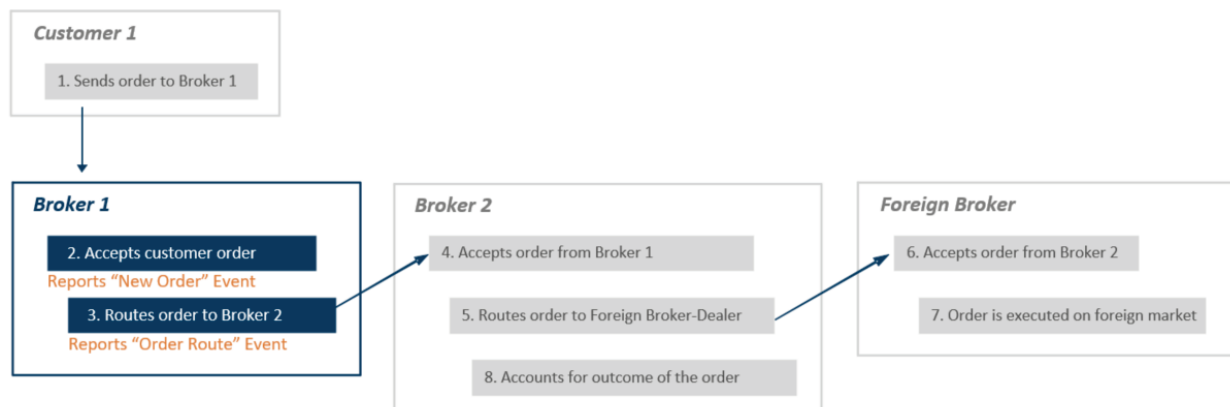 Customer 1
1. Sends order to Broker 1
Broker 1
2. Accepts customer order
Reports “New Order” Event
3. Routes order to Broker 2
Reports “Order Route” Event
Broker 2
4. Accepts order from Broker 1
5. Routes order to Foreign Broker-Dealer
8. Accounts for outcome of the order
Foreign Broker
6. Accepts order from Broker 2
7. Order is executed on foreign market